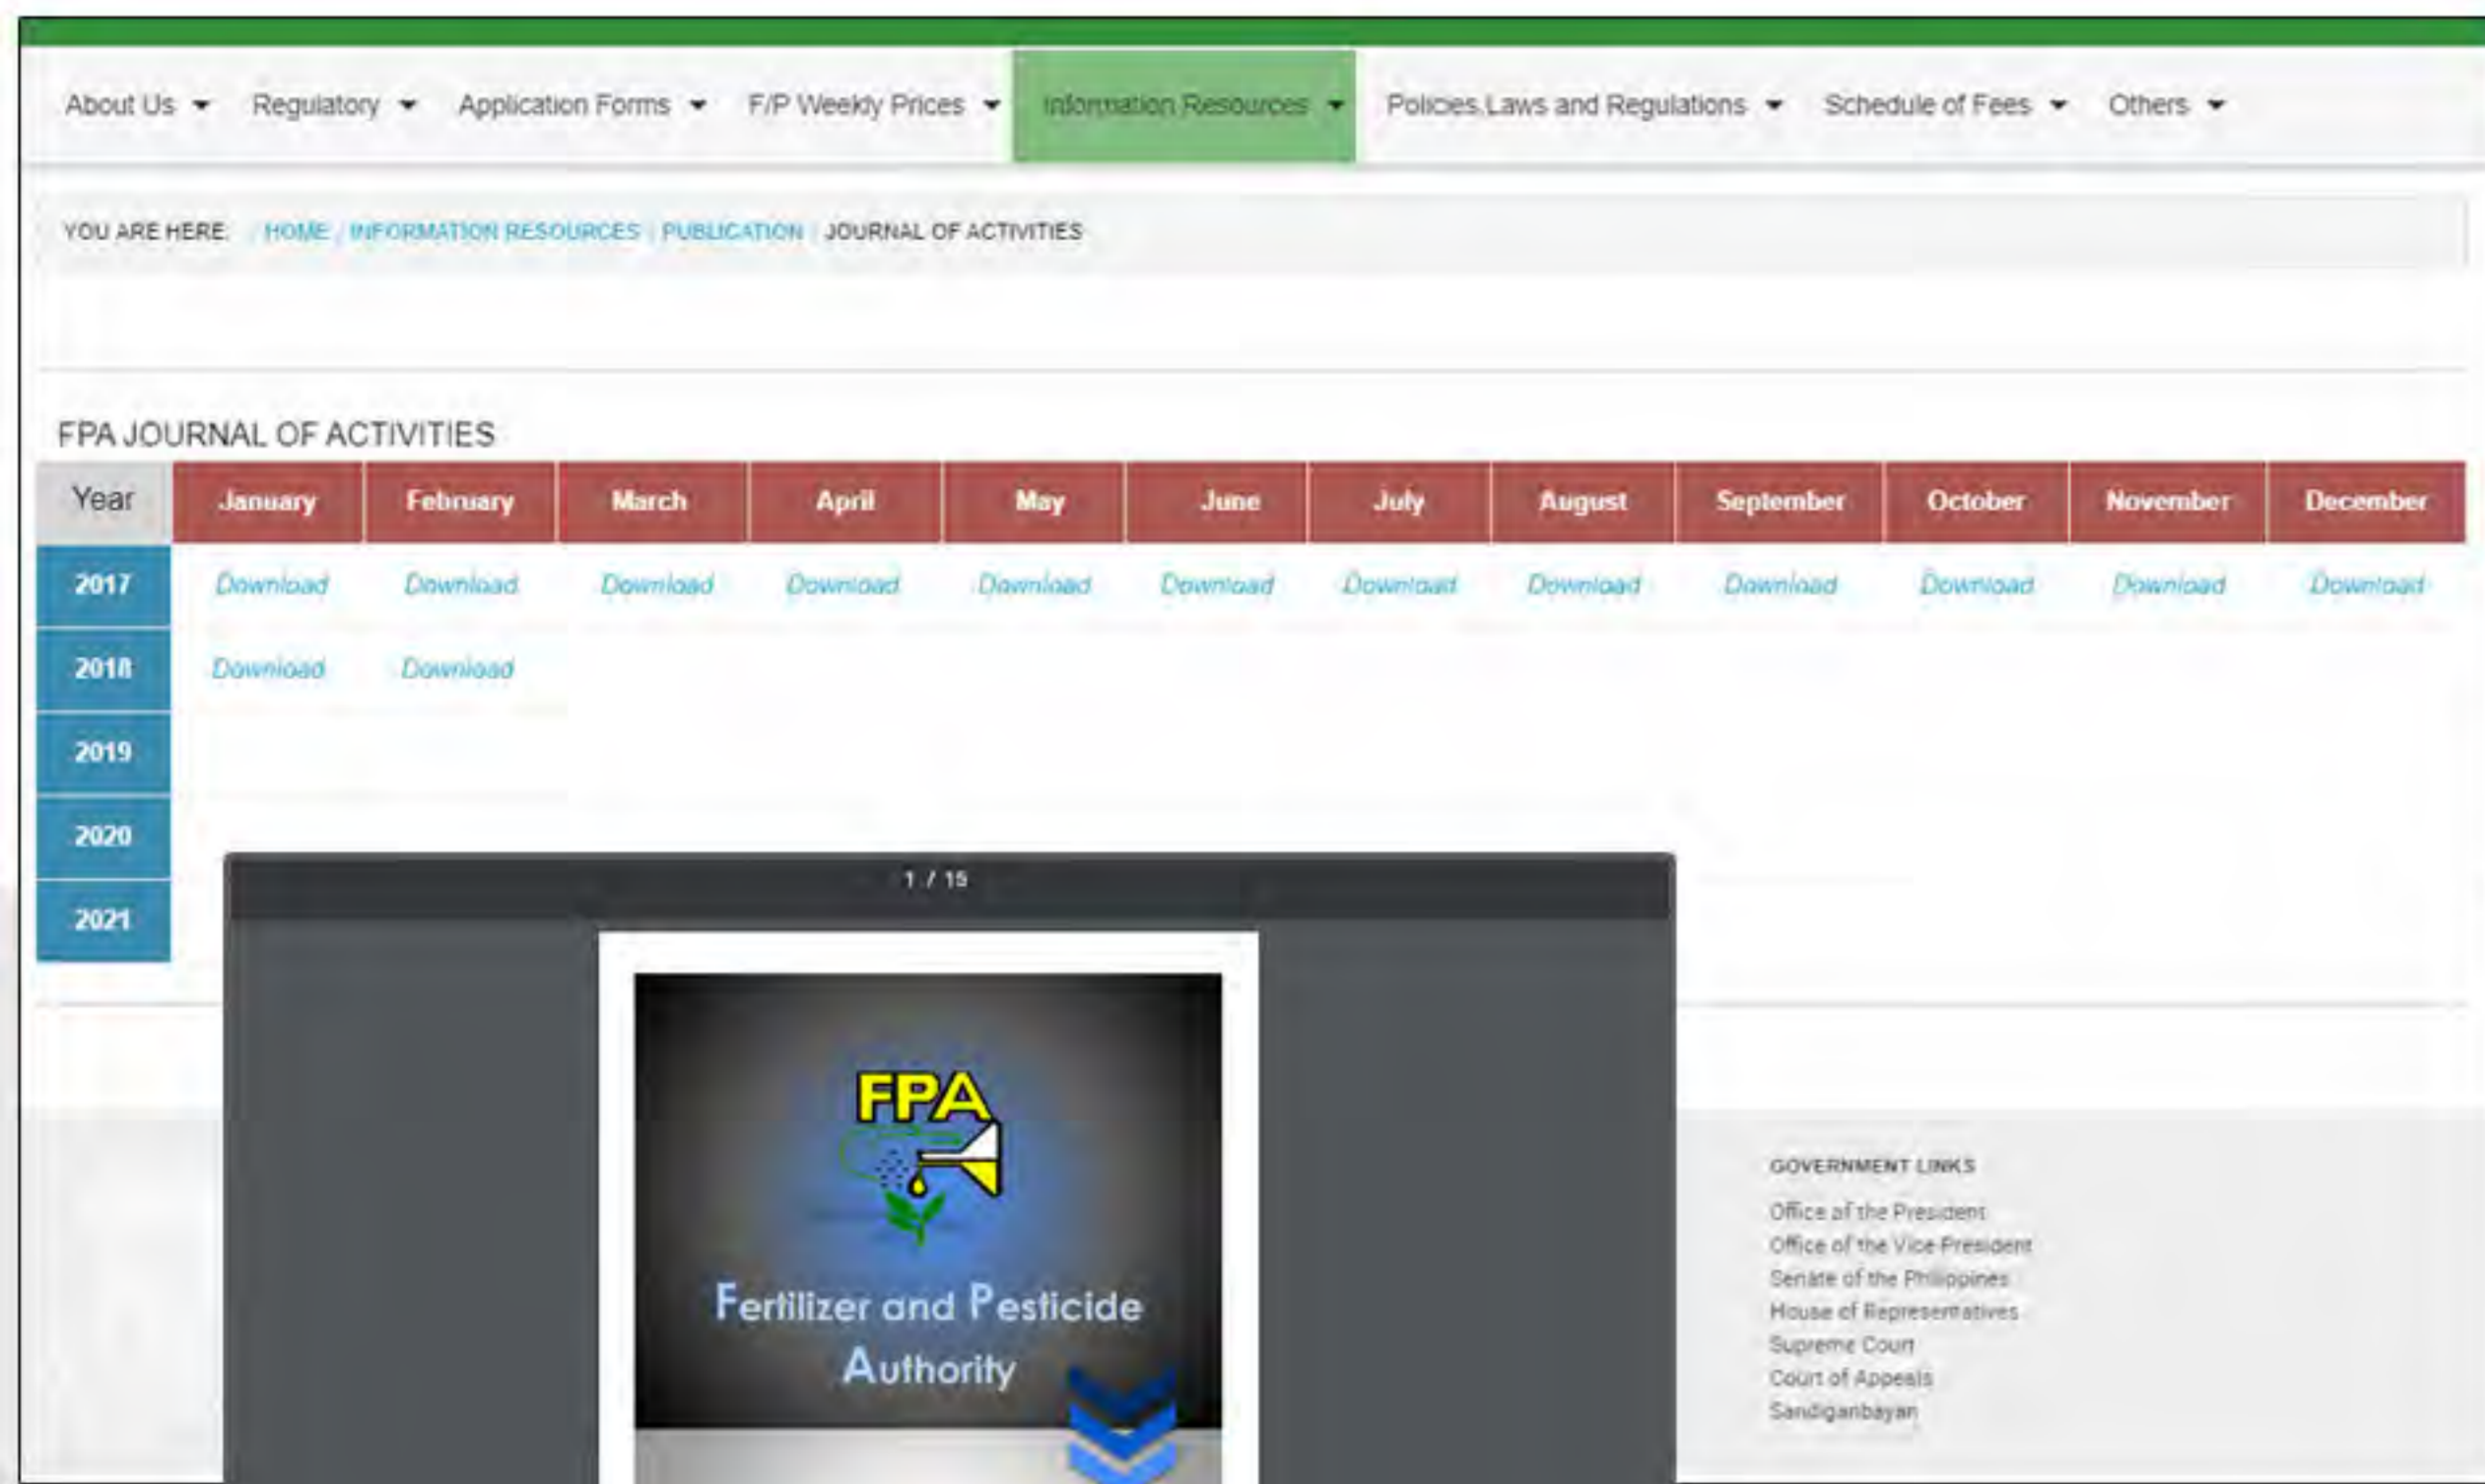 About Us Regulatory Application Forms F/P Weekly Prices Information Resources Policies,Laws and Regulations Schedule of Fees Others
YOU ARE HERE: / HOME / INFORMATION RESOURCES / PUBLICATION / JOURNAL OF ACTIVITIES
FPA JOURNAL OF ACTIVITIES
Year January February March April May June July August September October November December
2017 Download Download Download Download Download Download Download Download Download Download Download Download
2018 Download Download
2019
2020
2021
1 / 15
FPA
Fertilizer and Pesticide
Authority
GOVERNMENT LINKS
Office of the President
Office of the Vice President
Senate of the Philippines
House of Representatives
Supreme Court
Court of Appeals
Sandiganbayan